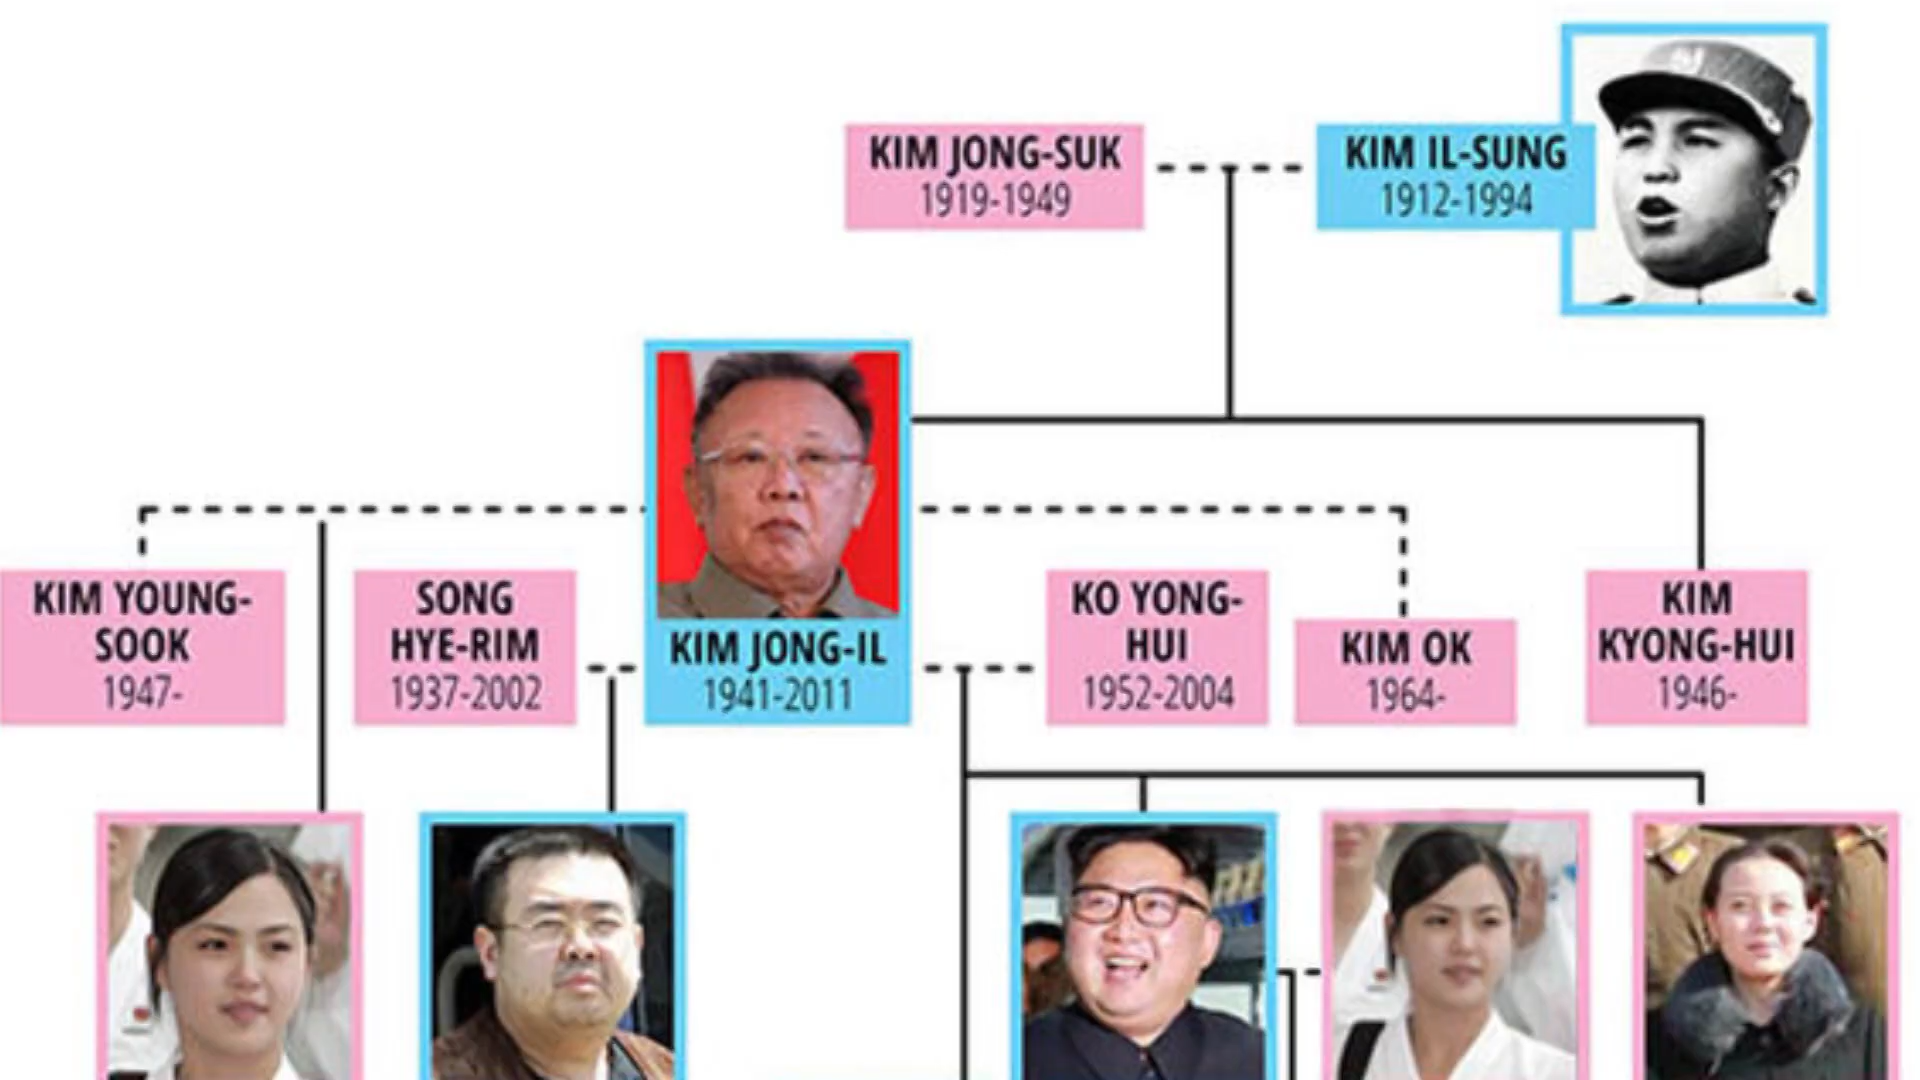 KIM JONG-SUK
1919-1949
KIM IL-SUNG
1912-1994
KIM YOUNG-
SOOK
1947-
SONG
HYE-RIM
1937-2002
KIM JONG-IL
1941-2011
KO YONG-
HUI
1952-2004
KIM OK
1964-
KIM
KYONG-HUI
1946-